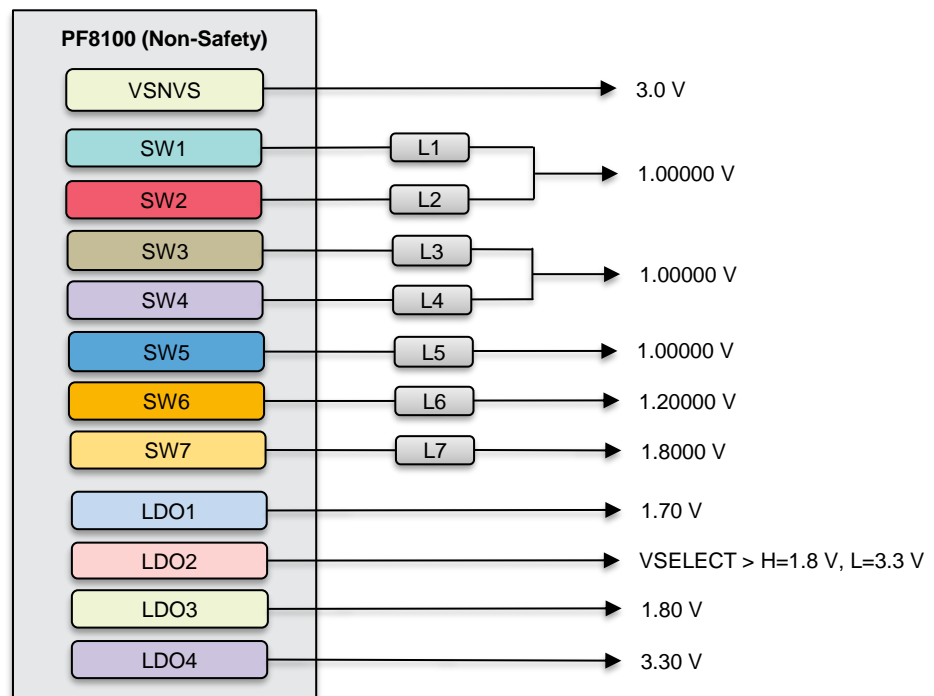 PF8100 (Non-Safety)
VSNVS 3.0 V
SW1 L1
1.00000 V
SW2 L2
SW3 L3
1.00000 V
SW4 L4
SW5 L5 1.00000 V
SW6 L6 1.20000 V
SW7 L7 1.8000 V
LDO1 1.70 V
LDO2 VSELECT > H=1.8 V, L=3.3 V
LDO3 1.80 V
LDO4 3.30 V